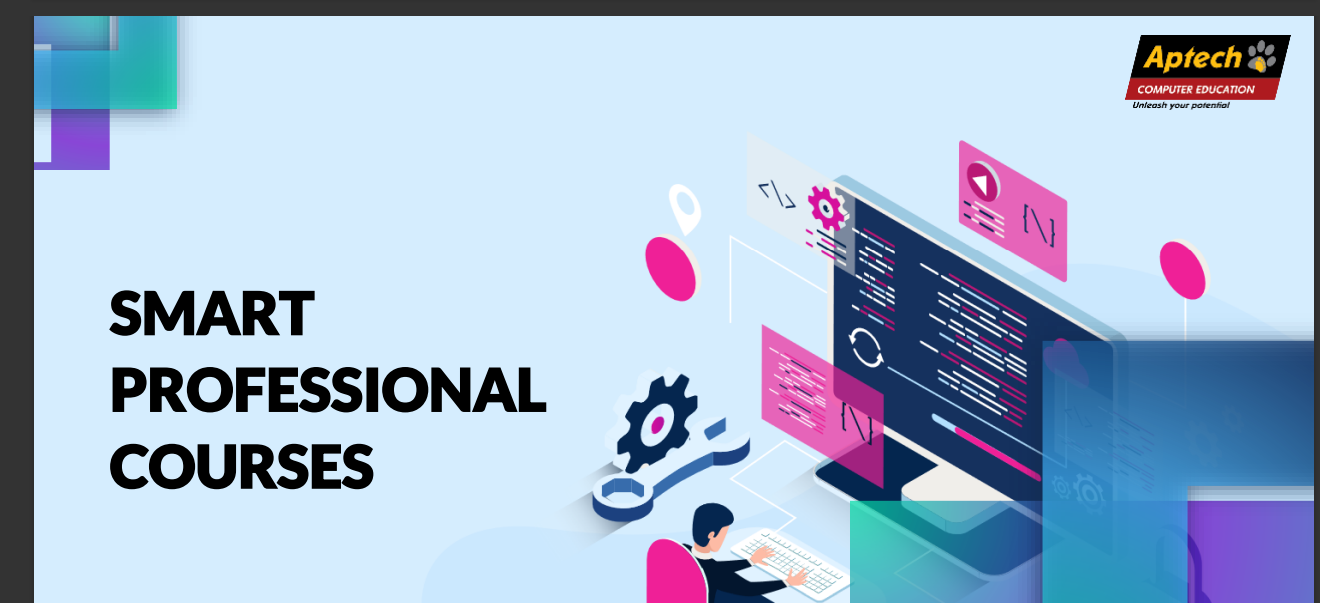 Aptech
COMPUTER EDUCATION
Unleash your potential
</>
[\]
SMART
PROFESSIONAL
COURSES
[\]